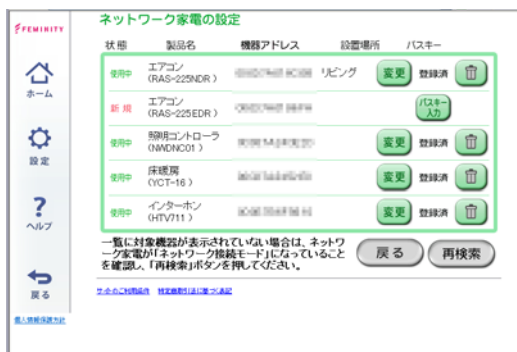 ネットワーク家電の設定
FEMINITY
状態 製品名 機器アドレス 設置場所 パスキー
使用中 エアコン (RAS-225NDR) リビング 変更 登録済
新規 エアコン (RAS-225EDR) パスキー入力
使用中 照明コントローラ (NWDNC01) 変更 登録済
使用中 床暖房 (YCT-16) 変更 登録済
使用中 インターホン (HTV711) 変更 登録済
ホーム
設定
ヘルプ
戻る
個人情報保護方針
一覧に対象機器が表示されていない場合は、ネットワ
ーク家電が「ネットワーク接続モード」になっていること
を確認し、「再検索」ボタンを押してください。
戻る 再検索
サイトのご利用条件 特定商取引法に基づく表記